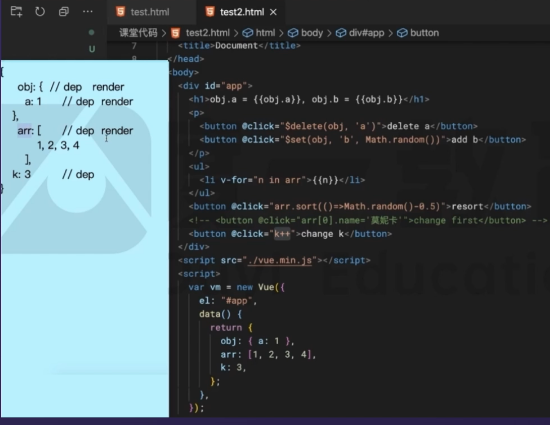 test.html
test2.html
课堂代码 > test2.html > html > body > div#app > button
U
7 <title>Document</title>
8 </head>
<body>
<div id="app">
<h1>obj.a = {{obj.a}}, obj.b = {{obj.b}}</h1>
<p>
<button @click="$delete(obj, 'a')">delete a</button>
<button @click="$set(obj, 'b', Math.random())">add b</button>
</p>
<ul>
<li v-for="n in arr">{{n}}</li>
</ul>
<button @click="arr.sort(()=>Math.random()-0.5)">resort</button>
<!-- <button @click="arr[0].name='莫妮卡'">change first</button> -->
<button @click="k++">change k</button>
</div>
<script src="./vue.min.js"></script>
<script>
var vm = new Vue({
el: "#app",
data() {
return {
obj: { a: 1 },
arr: [1, 2, 3, 4],
k: 3,
};
},
});
{
obj: { // dep render
a: 1 // dep render
},
arr: [ // dep render
1, 2, 3, 4
],
k: 3 // dep
}